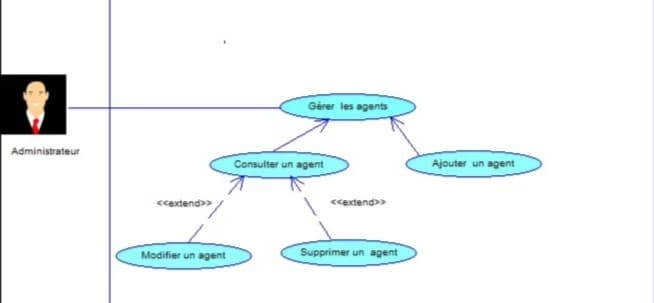 Gérer les agents
Administrateur
Consulter un agent
Ajouter un agent
<<extend>>
<<extend>>
Modifier un agent
Supprimer un agent